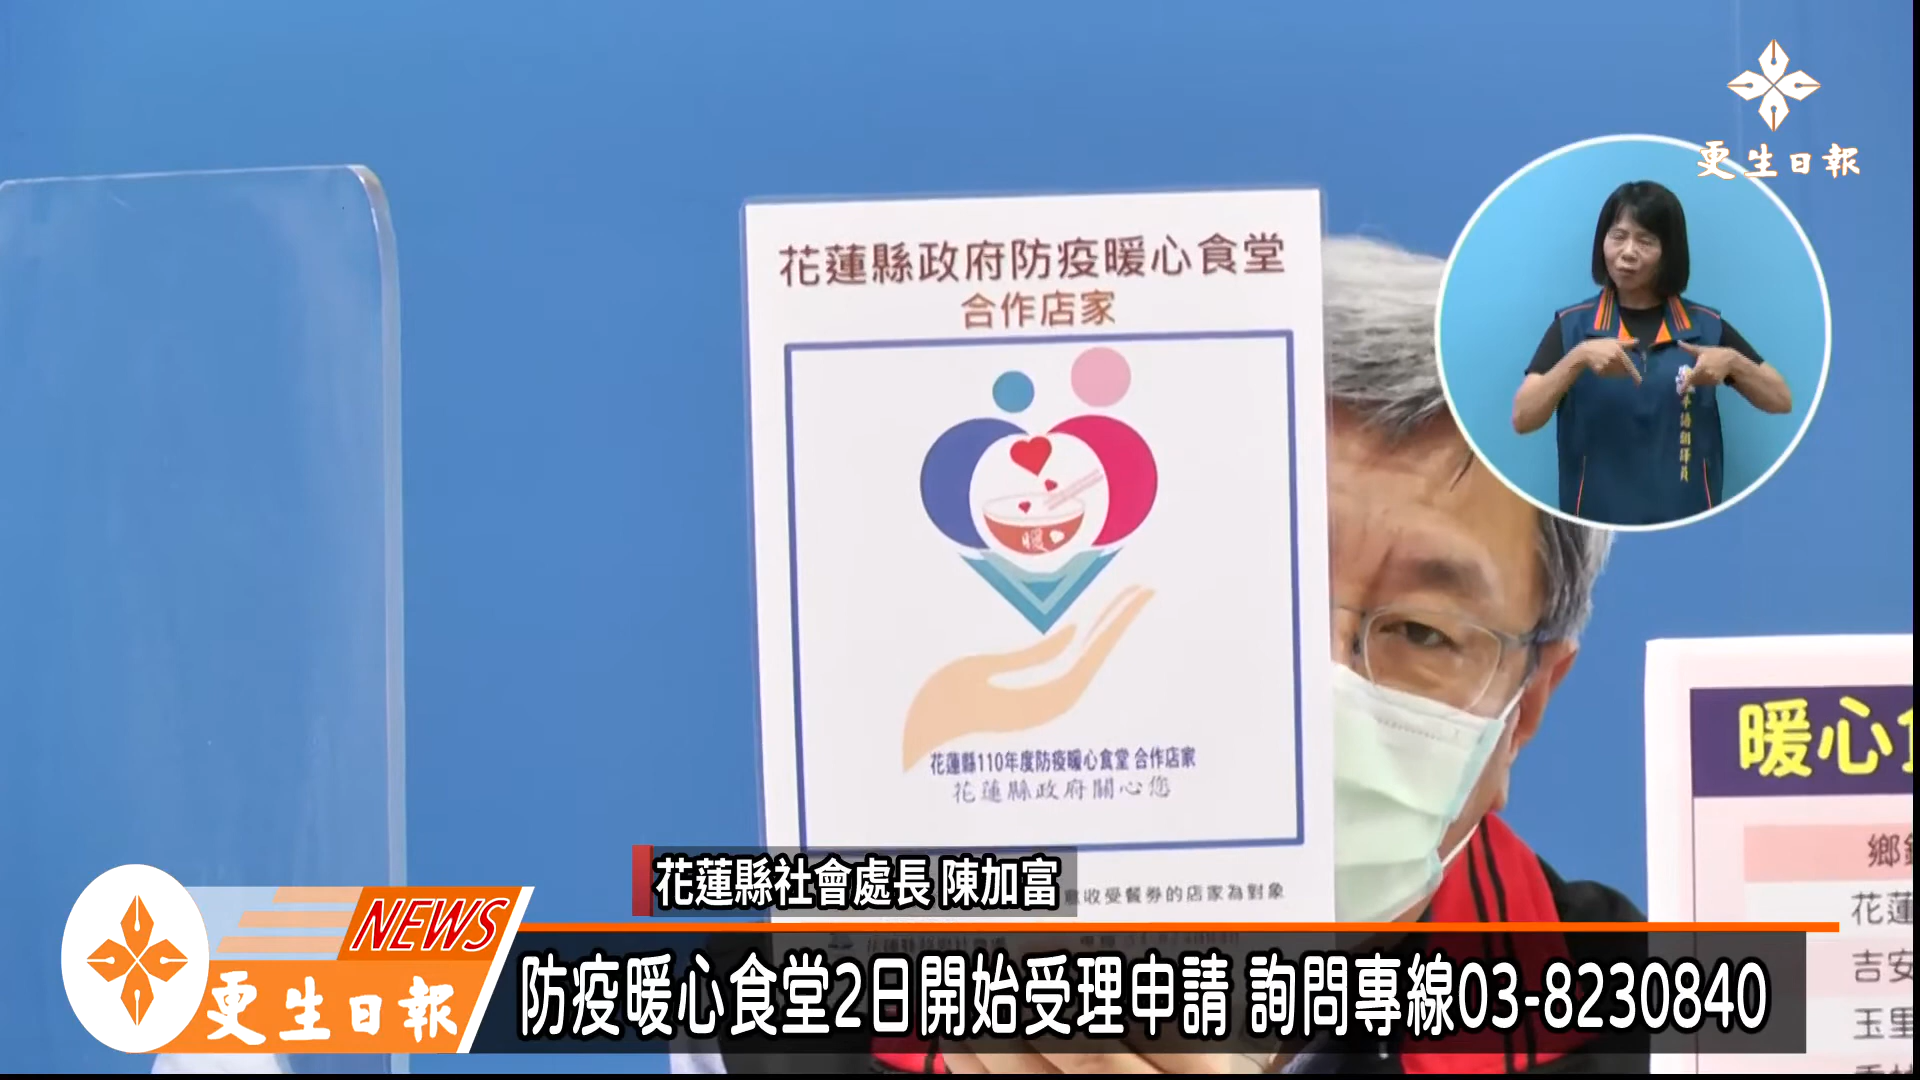 更生日報
花蓮縣政府防疫暖心食堂
合作店家
暖
花蓮縣110年度防疫暖心食堂 合作店家
花蓮縣政府關心您
手語翻譯員
暖心
鄉
花蓮
吉安
玉里
收受餐券的店家為對象
花蓮縣社會處長 陳加富
NEWS
更生日報
防疫暖心食堂2日開始受理申請 詢問專線03-8230840